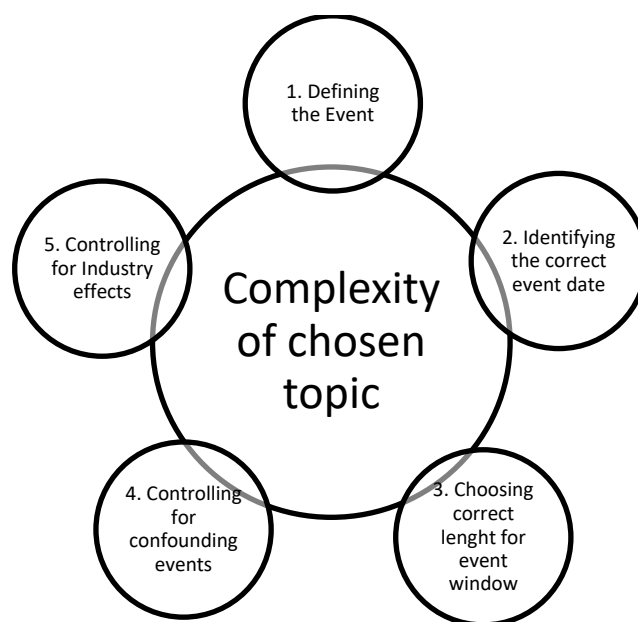 1. Defining
the Event
2. Identifying
the correct
event date
3. Choosing
correct
lenght for
event
window
4. Controlling
for
confounding
events
5. Controlling
for Industry
effects
Complexity
of chosen
topic